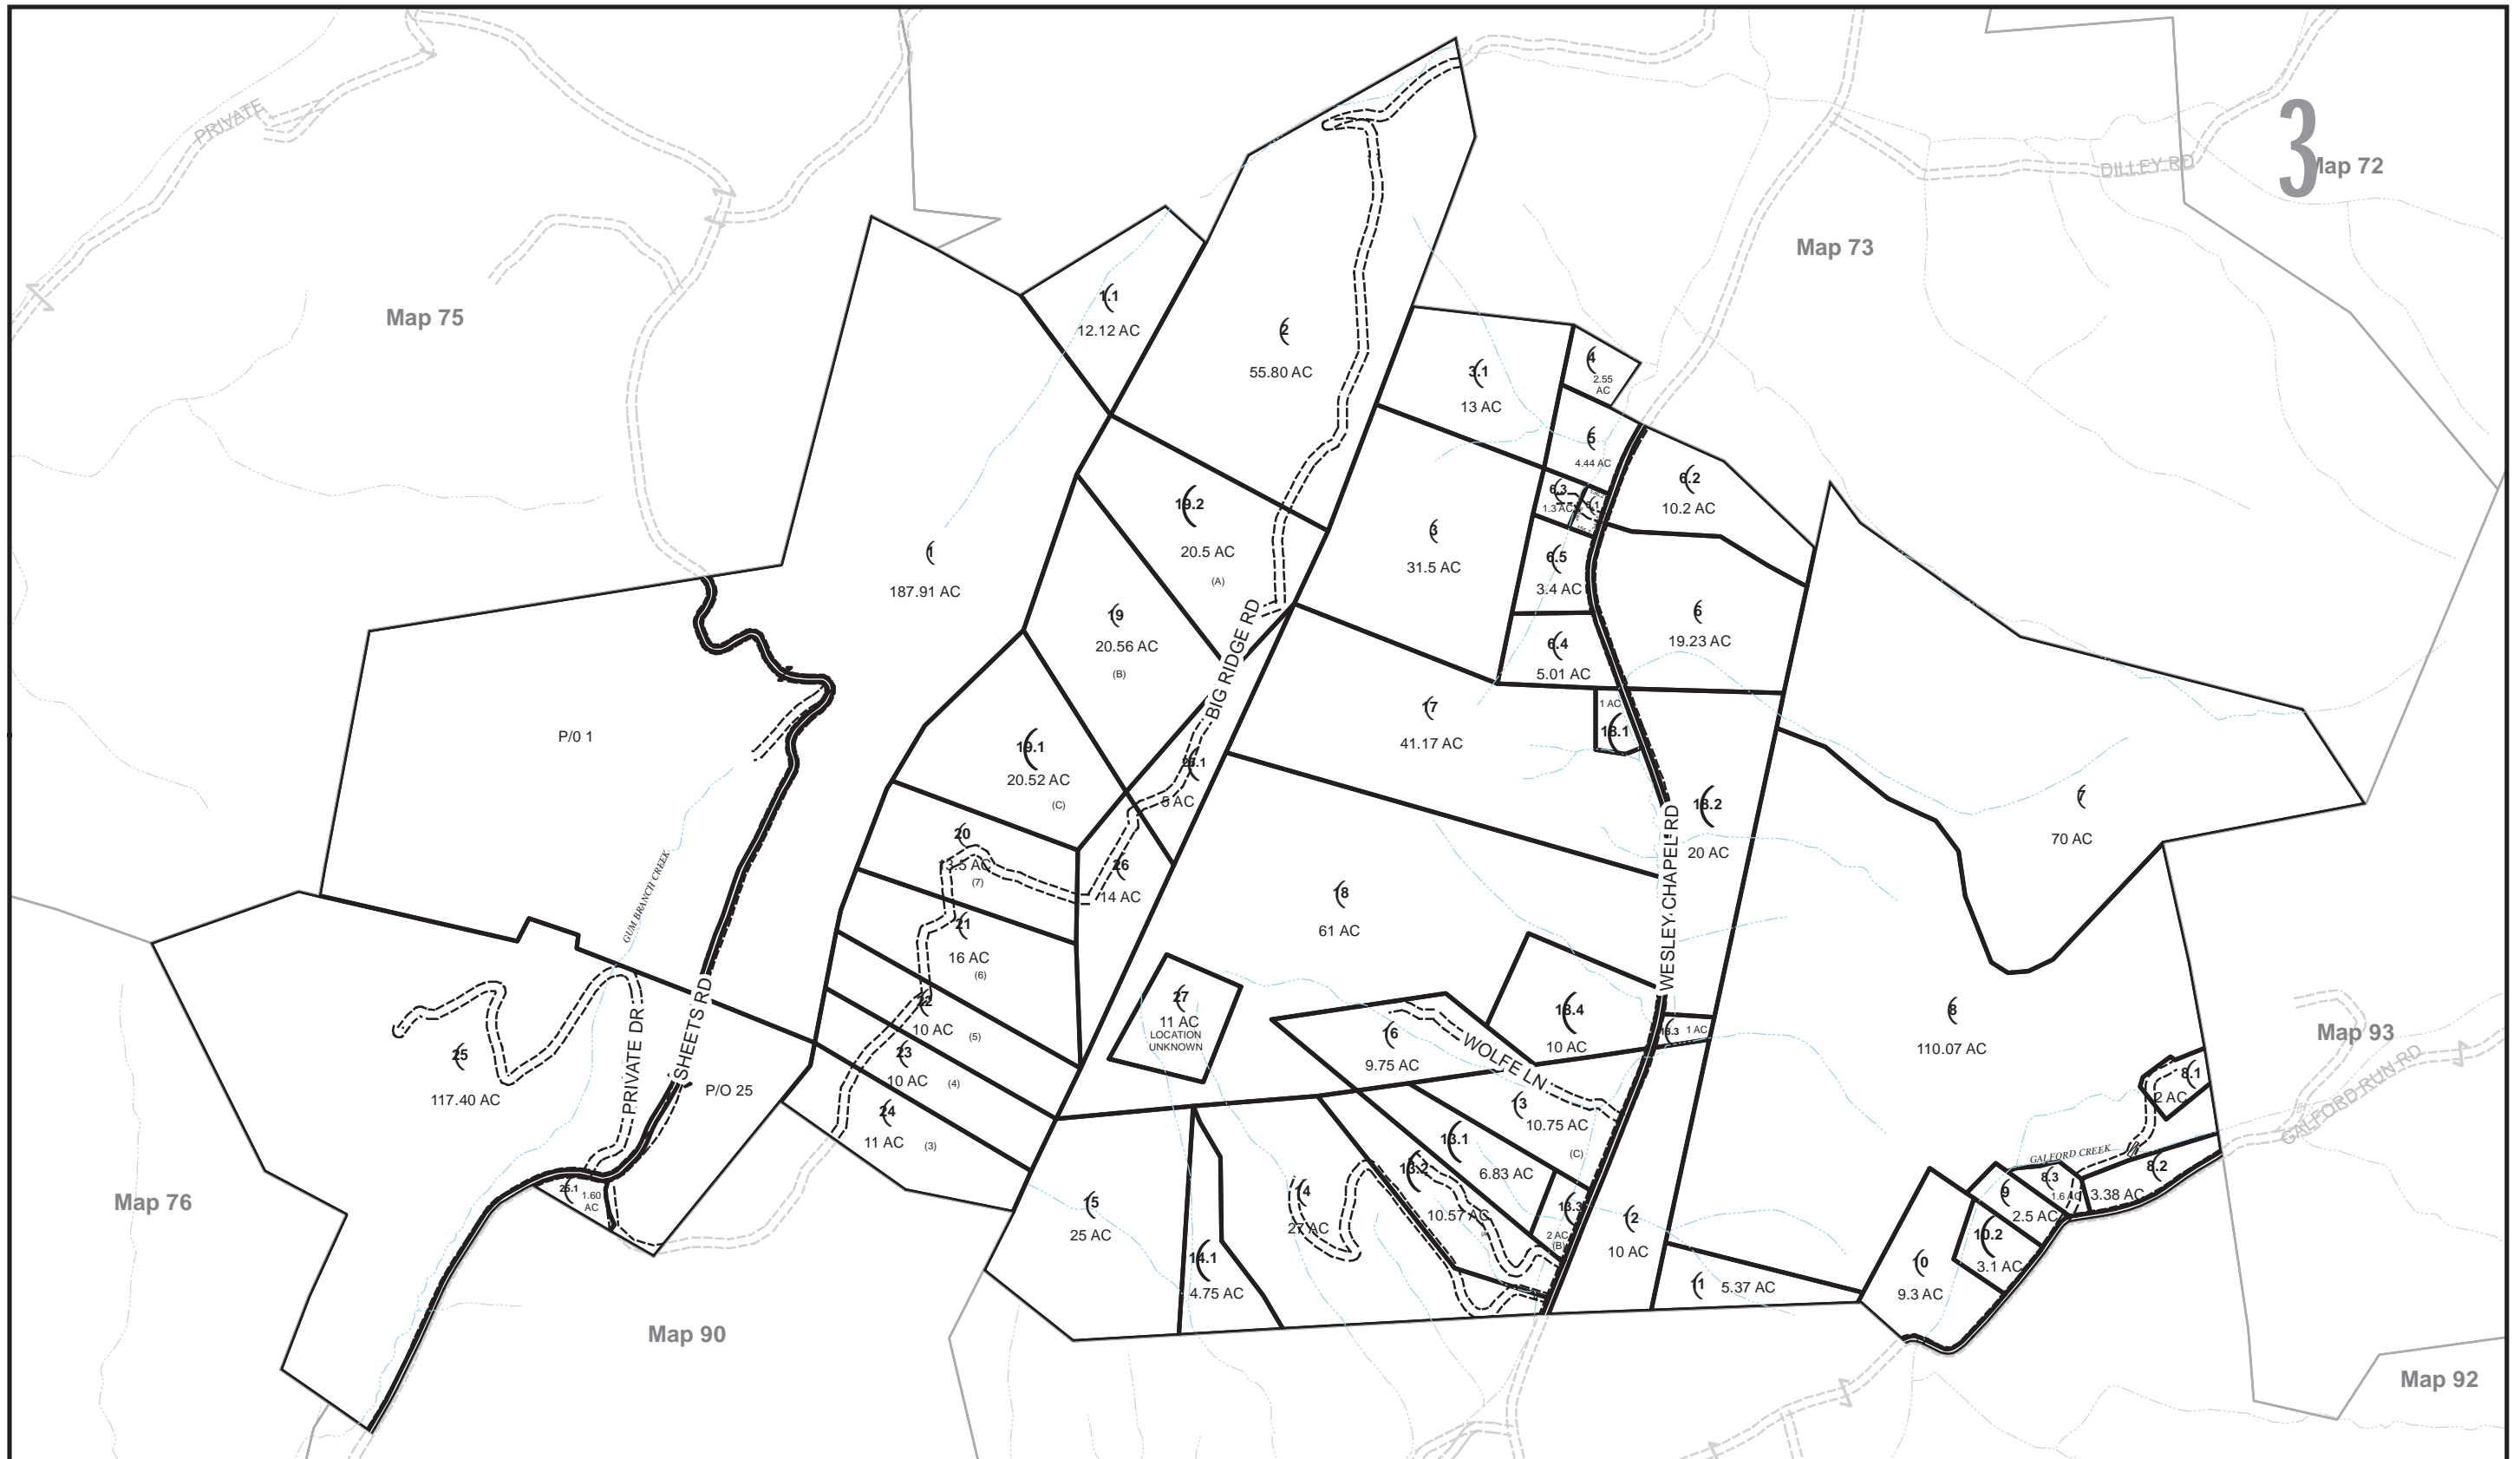 PRIVATE
3
Map 72
DILLEY RD
Map 73
Map 75
1.1
12.12 AC
2
55.80 AC
3.1
13 AC
4
2.55
AC
5
4.44 AC
6.2
10.2 AC
6.3
1.3 AC
19.2
20.5 AC
(A)
1
187.91 AC
3
31.5 AC
6.5
3.4 AC
6
19.23 AC
19
20.56 AC
(B)
BIG RIDGE RD
6.4
5.01 AC
17
41.17 AC
1 AC
18.1
P/0 1
19.1
20.52 AC
(C)
5 AC
18.2
20 AC
WESLEY CHAPEL RD
7
70 AC
20
13.5 AC
(7)
26
14 AC
18
61 AC
GUM BRANCH CREEK
21
16 AC
(6)
22
10 AC
(5)
27
11 AC
LOCATION
UNKNOWN
18.4
10 AC
18.3
1 AC
8
110.07 AC
Map 93
GALFORD RUN RD
16
9.75 AC
WOLFE LN
SHEETS RD
PRIVATE DR
25
117.40 AC
P/O 25
23
10 AC
(4)
24
11 AC
(3)
13
10.75 AC
(C)
8.1
2 AC
13.1
6.83 AC
GALFORD CREEK
8.2
3.38 AC
8.3
1.6 AC
9
2.5 AC
13.2
10.57 AC
13.3
2 AC
(B)
Map 76
25.1
1.60
AC
15
25 AC
14
27 AC
12
10 AC
10.2
3.1 AC
14.1
4.75 AC
11
5.37 AC
10
9.3 AC
Map 90
Map 92